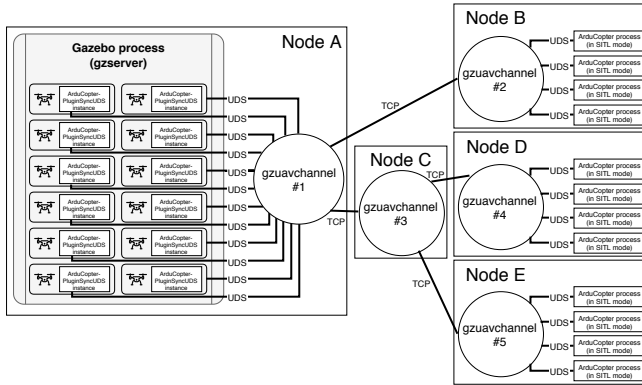 Node A
Gazebo process
(gzserver)
ArduCopter-
PluginSyncUDS
instance
ArduCopter-
PluginSyncUDS
instance
ArduCopter-
PluginSyncUDS
instance
ArduCopter-
PluginSyncUDS
instance
ArduCopter-
PluginSyncUDS
instance
ArduCopter-
PluginSyncUDS
instance
ArduCopter-
PluginSyncUDS
instance
ArduCopter-
PluginSyncUDS
instance
ArduCopter-
PluginSyncUDS
instance
ArduCopter-
PluginSyncUDS
instance
ArduCopter-
PluginSyncUDS
instance
ArduCopter-
PluginSyncUDS
instance
UDS
UDS
UDS
UDS
UDS
UDS
UDS
UDS
UDS
UDS
UDS
UDS
gzuavchannel
#1
TCP
TCP
Node C
gzuavchannel
#3
TCP
TCP
Node B
gzuavchannel
#2
UDS
ArduCopter process
(in SITL mode)
UDS
ArduCopter process
(in SITL mode)
UDS
ArduCopter process
(in SITL mode)
UDS
ArduCopter process
(in SITL mode)
Node D
gzuavchannel
#4
UDS
ArduCopter process
(in SITL mode)
UDS
ArduCopter process
(in SITL mode)
UDS
ArduCopter process
(in SITL mode)
UDS
ArduCopter process
(in SITL mode)
Node E
gzuavchannel
#5
UDS
ArduCopter process
(in SITL mode)
UDS
ArduCopter process
(in SITL mode)
UDS
ArduCopter process
(in SITL mode)
UDS
ArduCopter process
(in SITL mode)